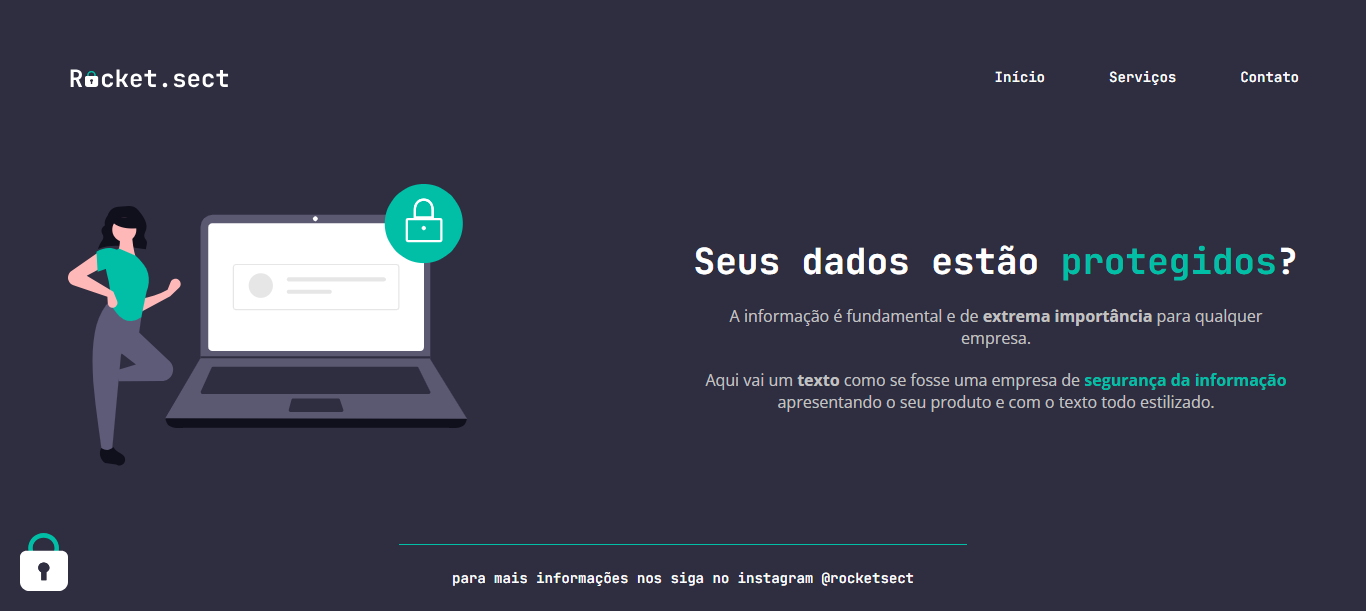 Rocket.sect
Início Serviços Contato
Seus dados estão protegidos?
A informação é fundamental e de extrema importância para qualquer
empresa.
Aqui vai um texto como se fosse uma empresa de segurança da informação
apresentando o seu produto e com o texto todo estilizado.
para mais informações nos siga no instagram @rocketsect